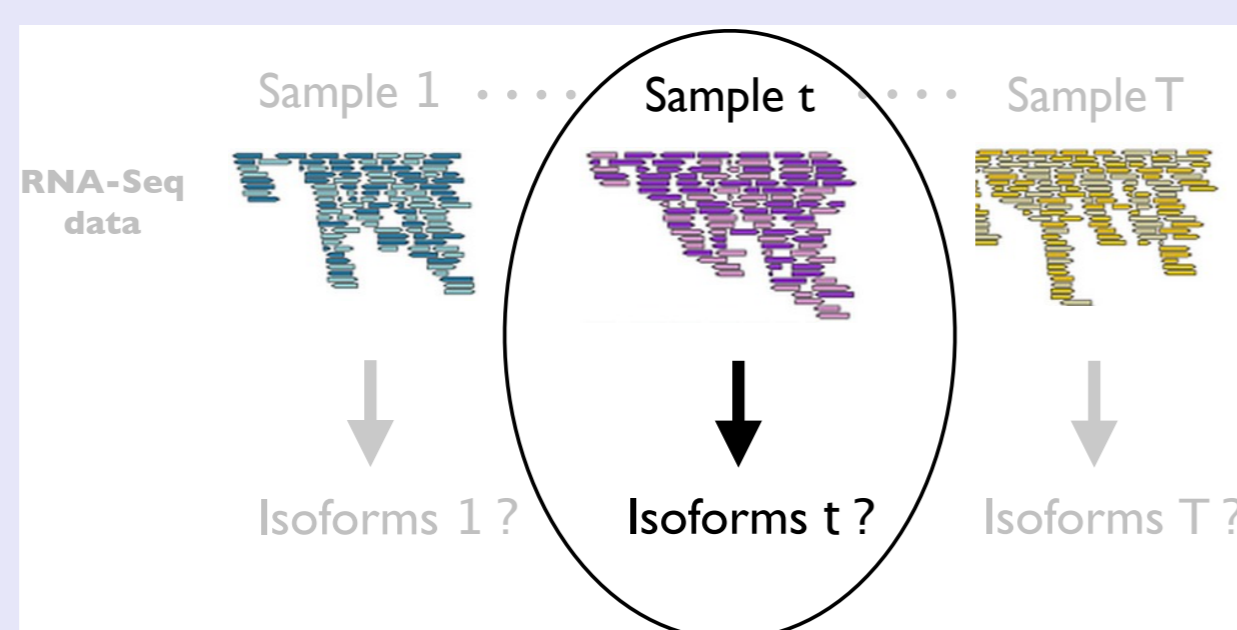 Sample 1 . . . . Sample t . . . . Sample T
RNA-Seq
data
Isoforms 1 ? Isoforms t ? Isoforms T ?